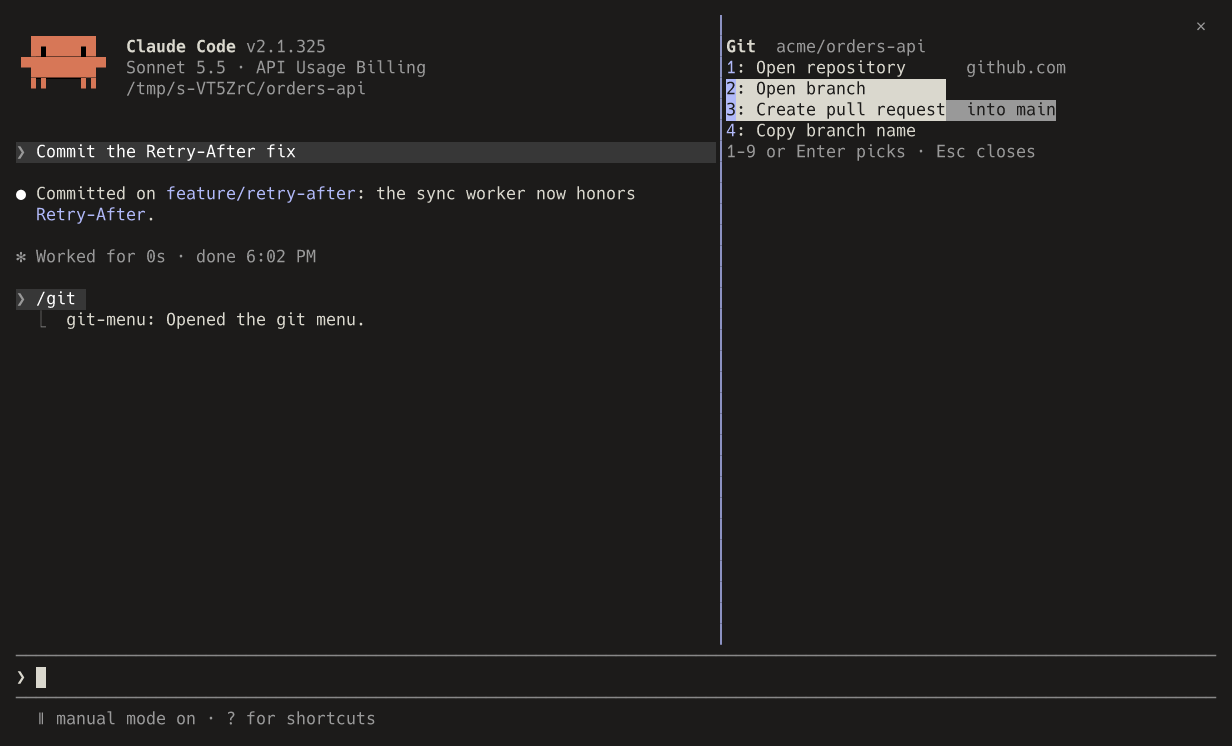 Claude Code v2.1.325
Sonnet 5.5 · API Usage Billing
/tmp/s-VT5ZrC/orders-api
❯ Commit the Retry-After fix
● Committed on feature/retry-after: the sync worker now honors
Retry-After.
✻ Worked for 0s · done 6:02 PM
❯ /git
⎿ git-menu: Opened the git menu.
×
Git acme/orders-api
1: Open repository github.com
2: Open branch
3: Create pull request into main
4: Copy branch name
1-9 or Enter picks · Esc closes
❯
⏸ manual mode on · ? for shortcuts